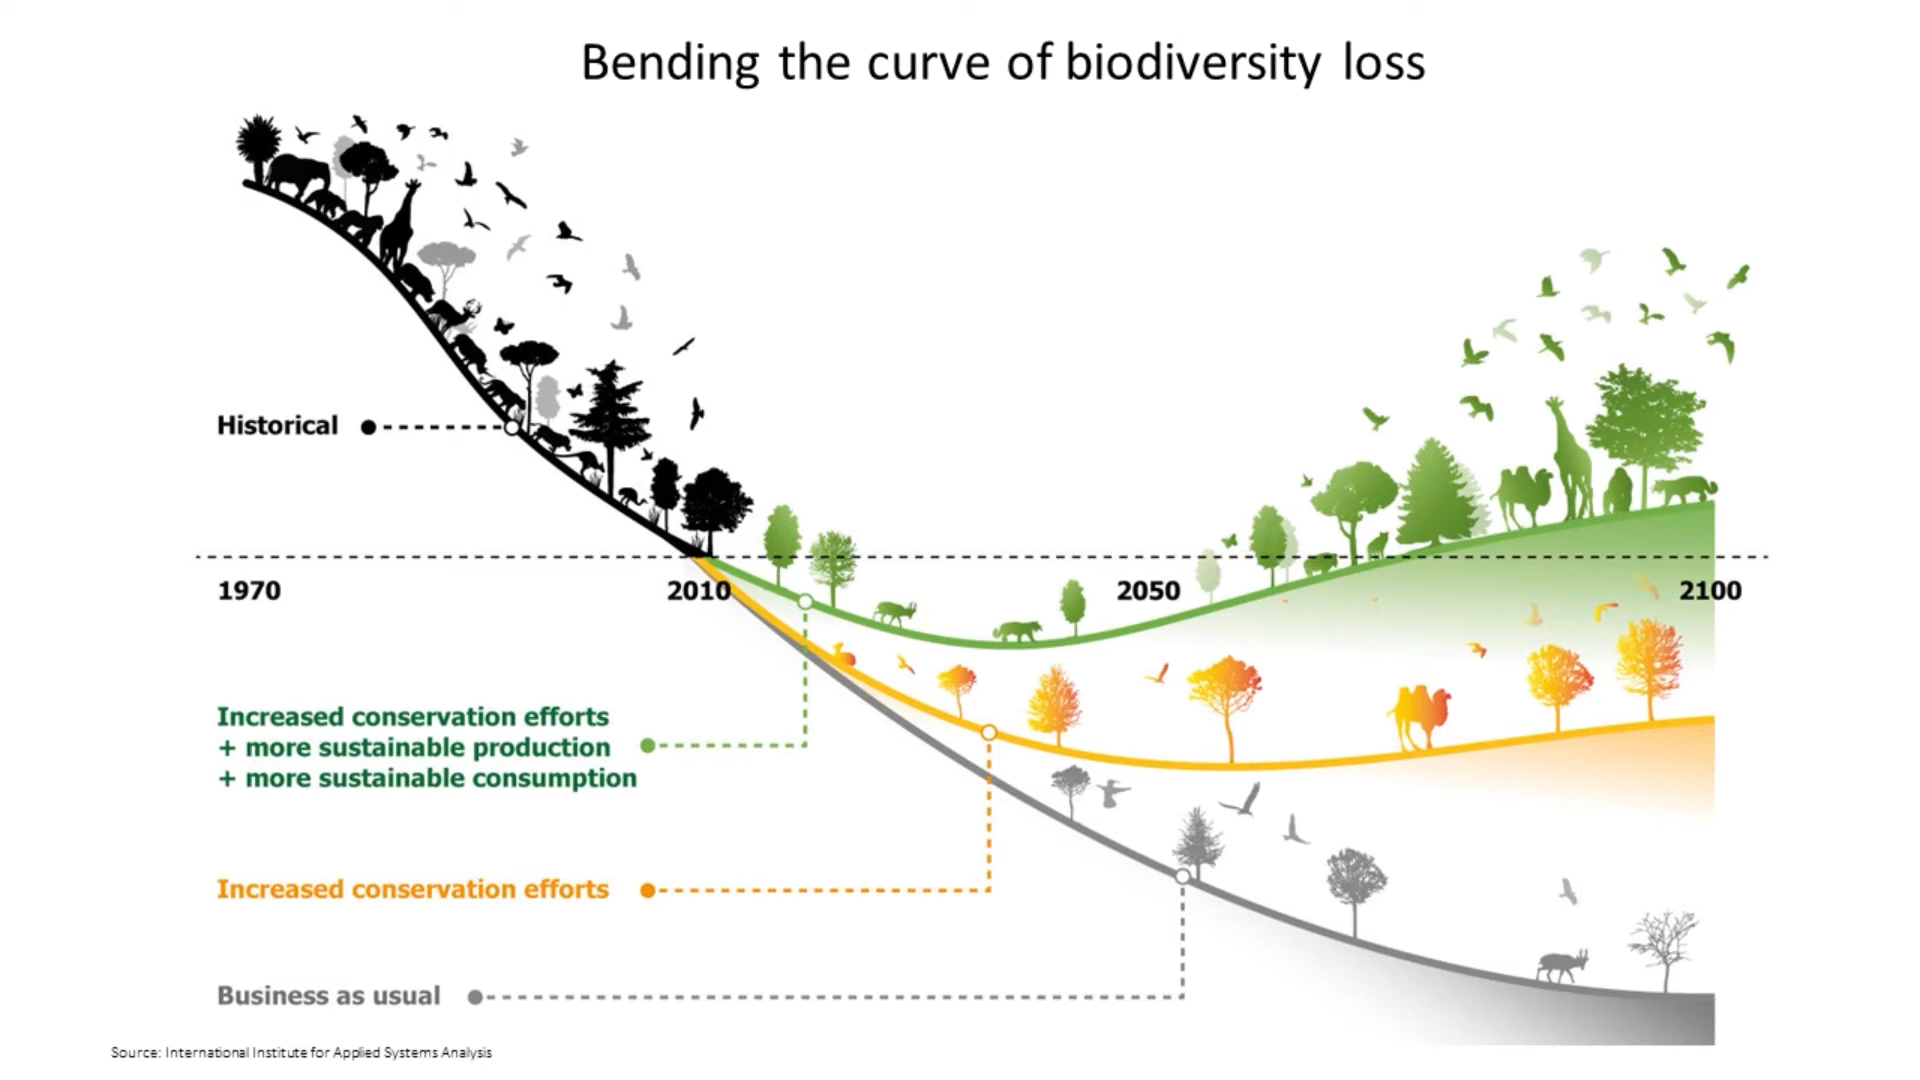 Bending the curve of biodiversity loss
Historical
1970
2010
2050
2100
Increased conservation efforts
+ more sustainable production
+ more sustainable consumption
Increased conservation efforts
Business as usual
Source: International Institute for Applied Systems Analysis